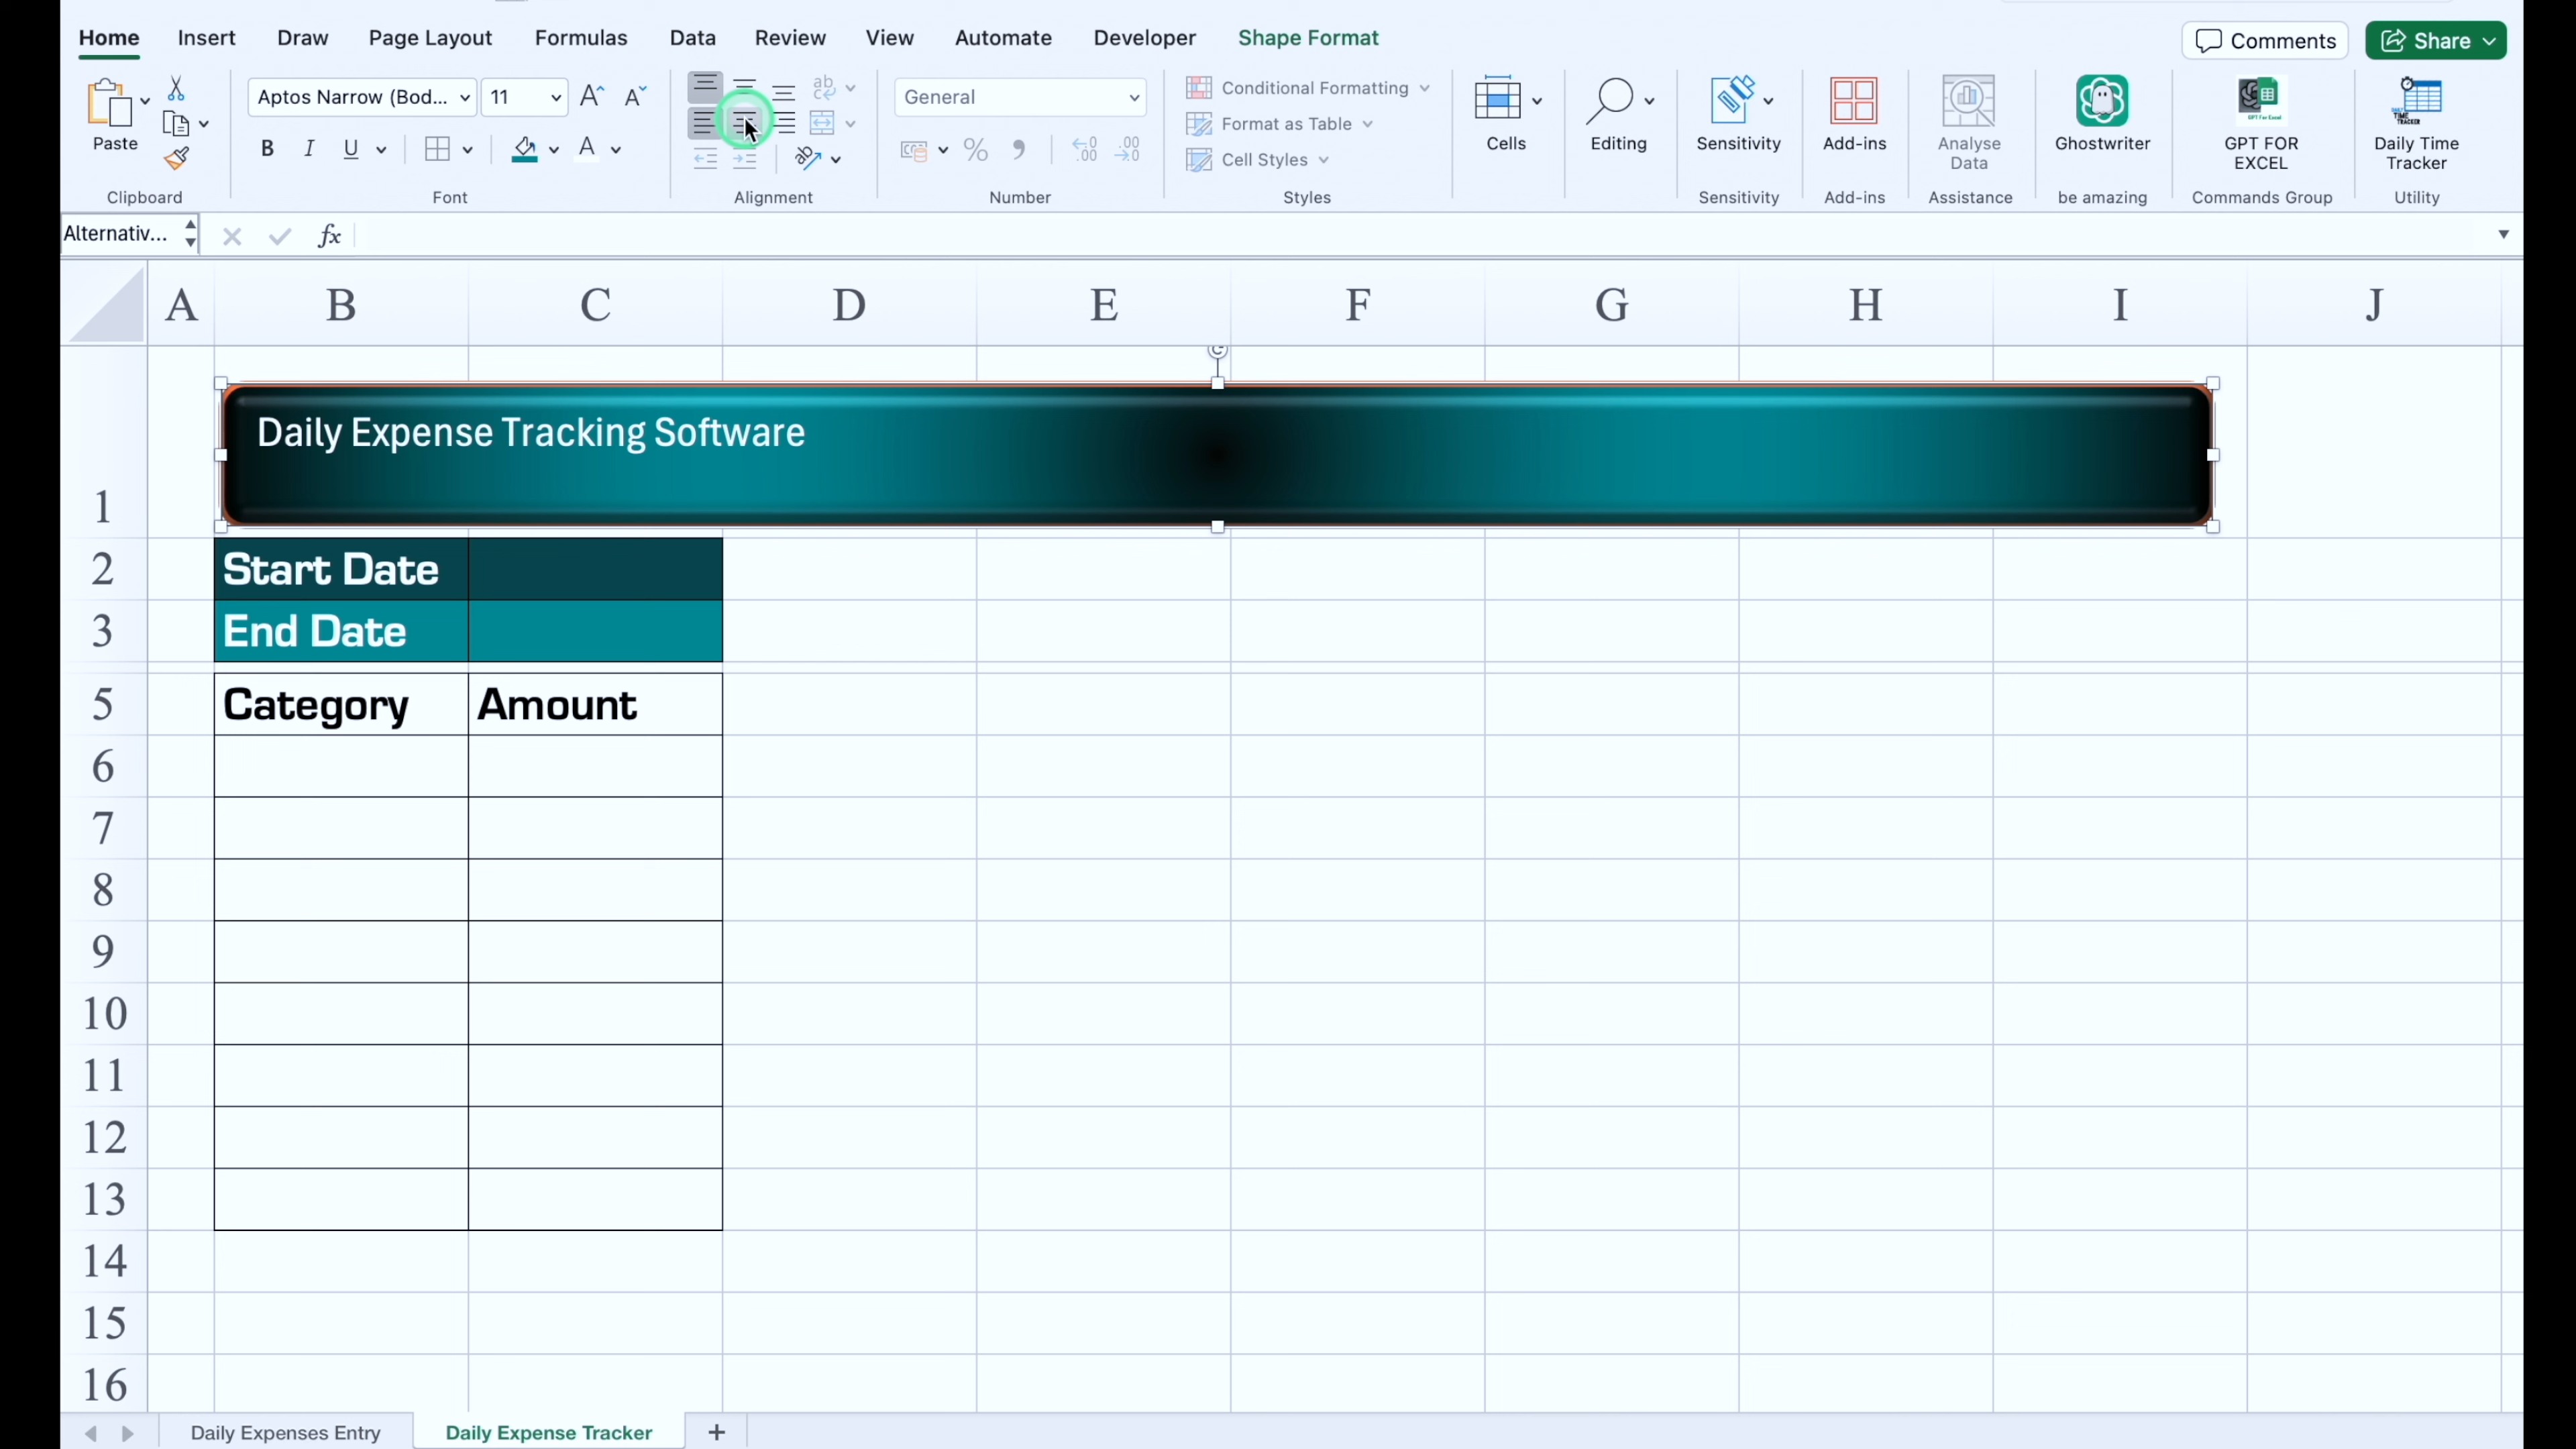 Home Insert Draw Page Layout Formulas Data Review View Automate Developer Shape Format Comments Share
Aptos Narrow (Bod... 11 General Conditional Formatting
Format as Table
Cell Styles
Paste B I U Cells Editing Sensitivity Add-ins Analyse Data Ghostwriter GPT FOR EXCEL Daily Time Tracker
Clipboard Font Alignment Number Styles Sensitivity Add-ins Assistance be amazing Commands Group Utility
Alternativ... fx
A B C D E F G H I J
Daily Expense Tracking Software
1
2 Start Date
3 End Date
5 Category Amount
6
7
8
9
10
11
12
13
14
15
16
Daily Expenses Entry Daily Expense Tracker +